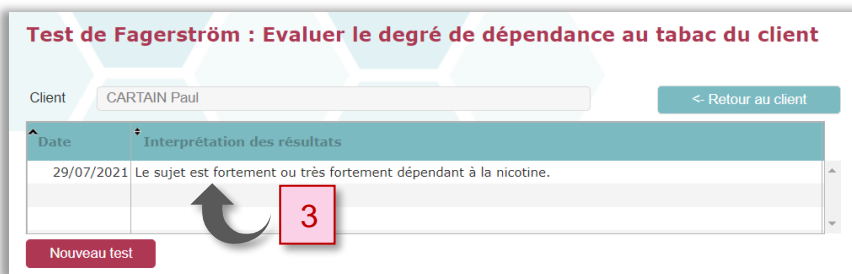 Test de Fagerström : Evaluer le degré de dépendance au tabac du client
Client CARTAIN Paul <- Retour au client
Date Interprétation des résultats
29/07/2021 Le sujet est fortement ou très fortement dépendant à la nicotine.
3
Nouveau test